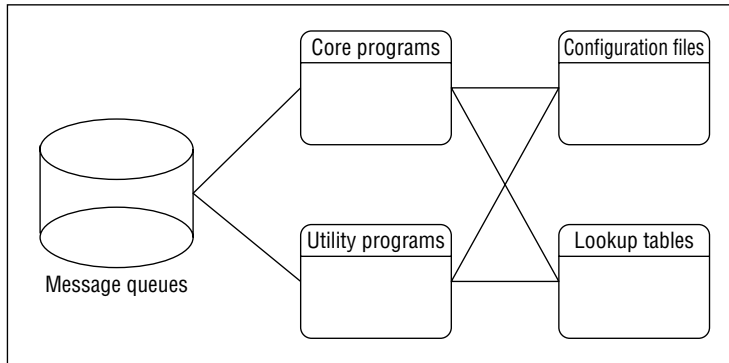 Core programs
Configuration files
Utility programs
Lookup tables
Message queues